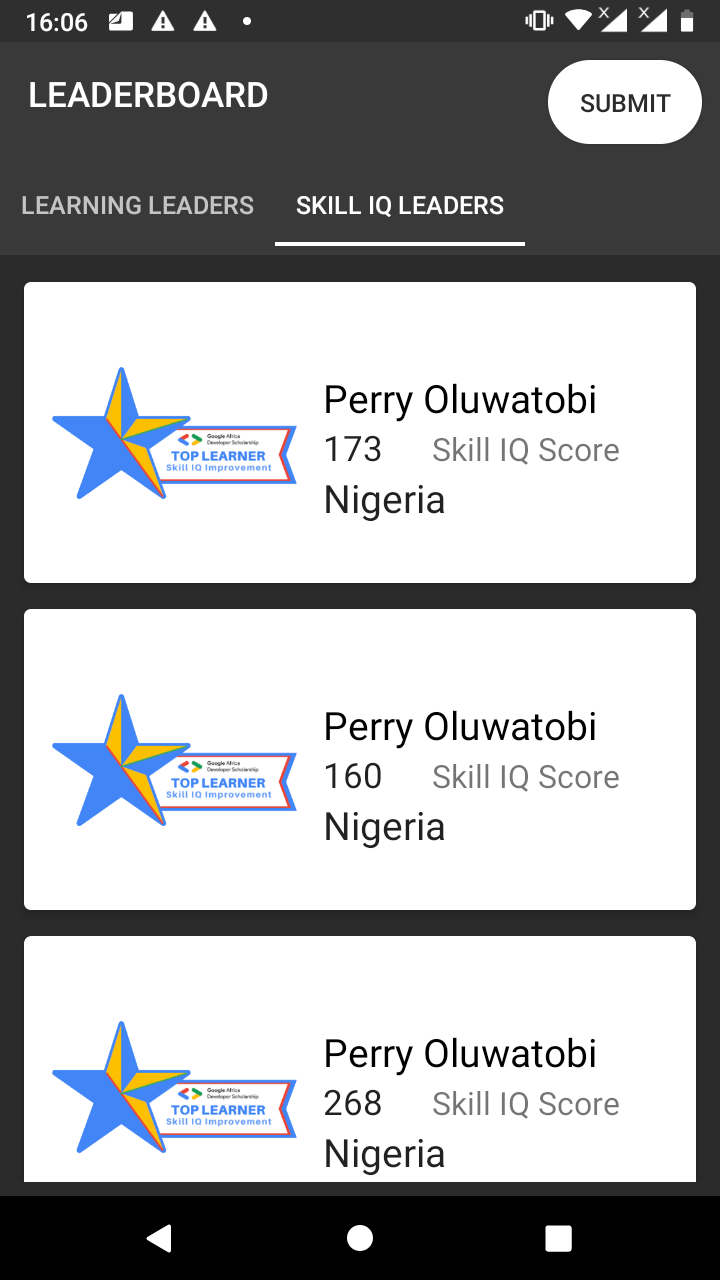 16:06
LEADERBOARD
SUBMIT
LEARNING LEADERS
SKILL IQ LEADERS
Perry Oluwatobi
173 Skill IQ Score
Nigeria
Google Africa
Developer Scholarship
TOP LEARNER
Skill IQ Improvement
Perry Oluwatobi
160 Skill IQ Score
Nigeria
Google Africa
Developer Scholarship
TOP LEARNER
Skill IQ Improvement
Perry Oluwatobi
268 Skill IQ Score
Nigeria
Google Africa
Developer Scholarship
TOP LEARNER
Skill IQ Improvement